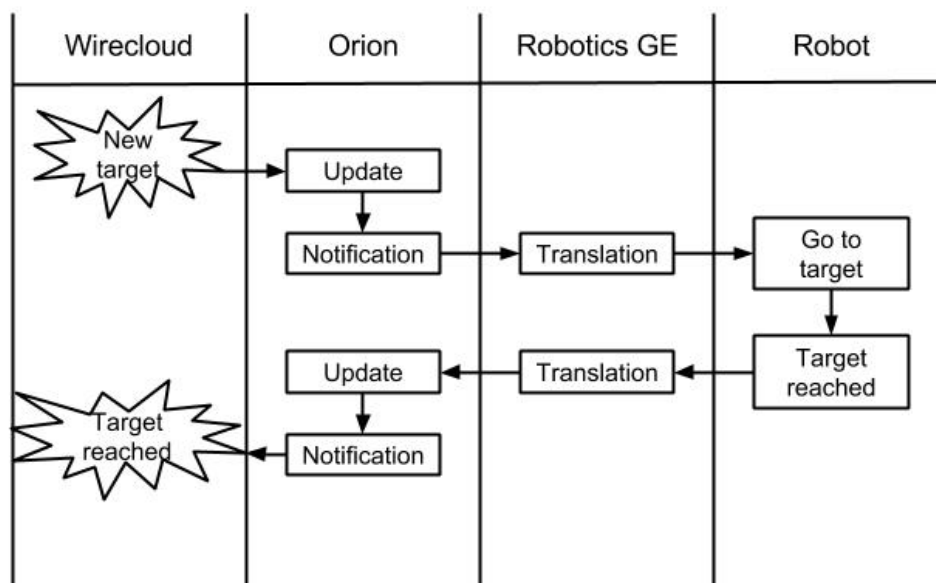 Wirecloud
Orion
Robotics GE
Robot
New
target
Update
Notification
Translation
Go to
target
Update
Translation
Target
reached
Target
reached
Notification